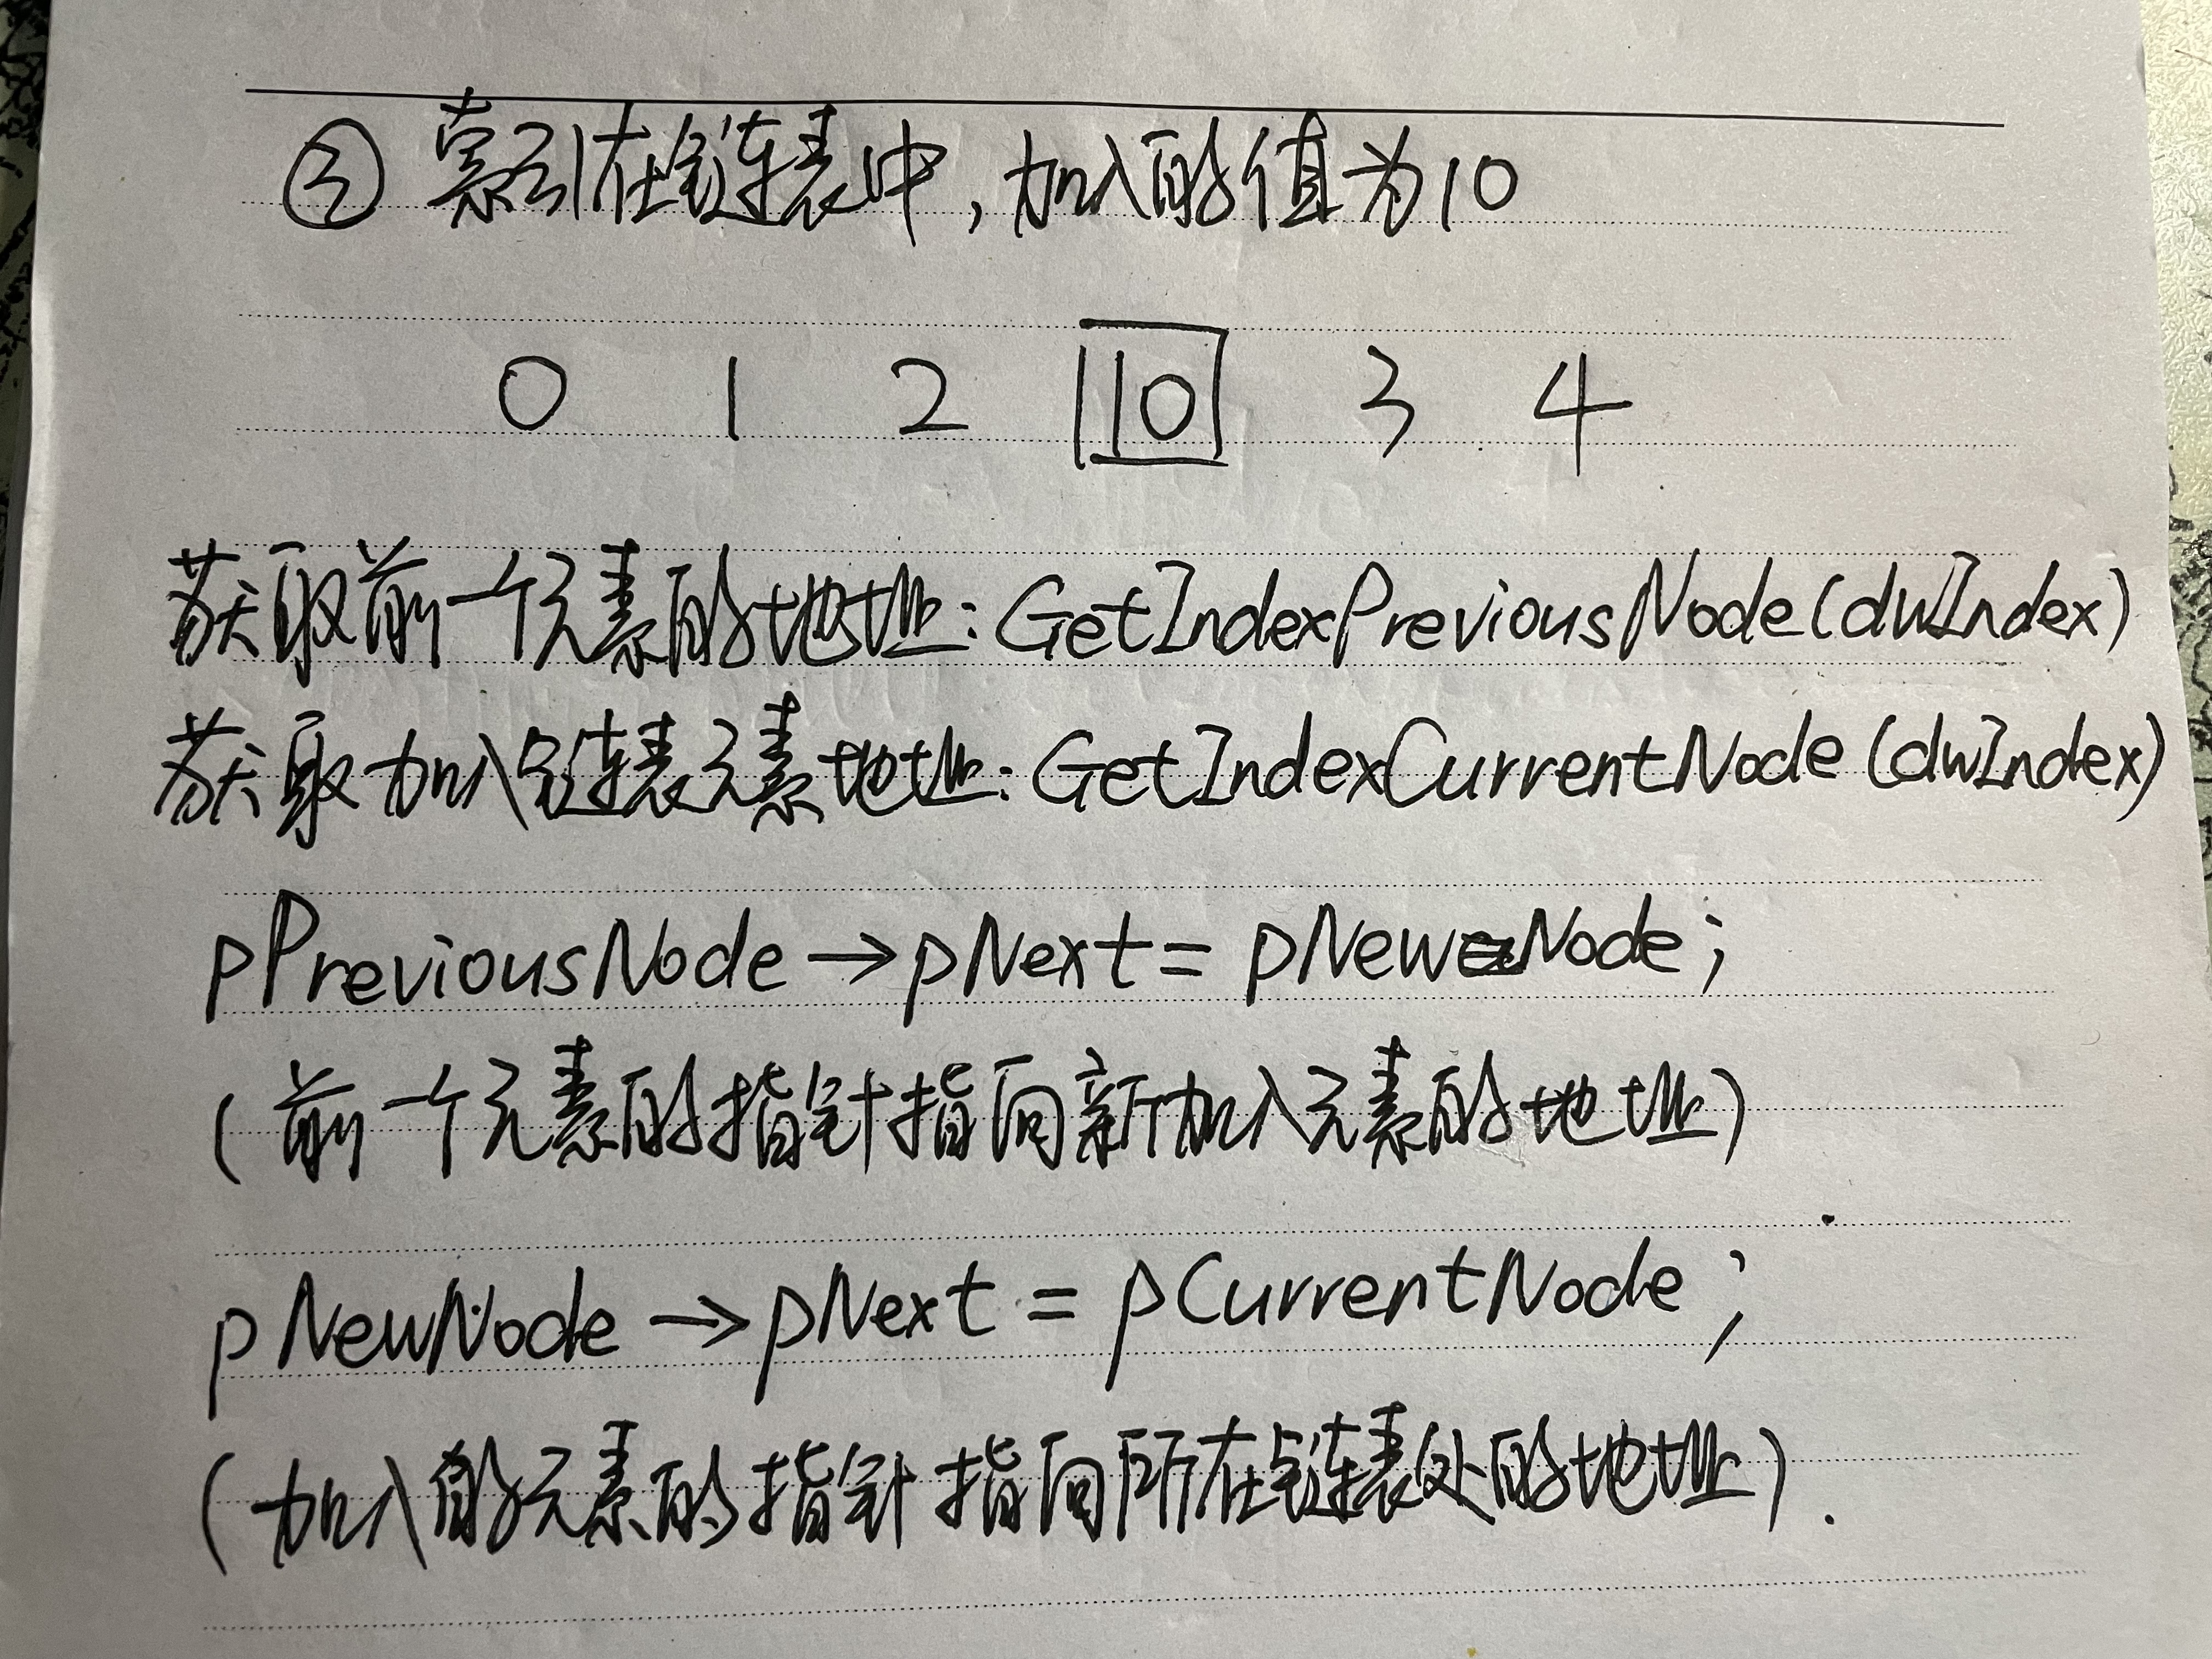 ③ 索引在链表中,加入的值为10
0 1 2 10 3 4
获取前一个元素的地址:GetIndexPreviousNode(dwIndex)
获取加入链表元素地址:GetIndexCurrentNode(dwIndex)
pPreviousNode→pNext=pNewNode;
(前一个元素的指针指向新加入元素的地址)
pNewNode→pNext=pCurrentNode;
(加入的元素的指针指向所在链表处的地址).